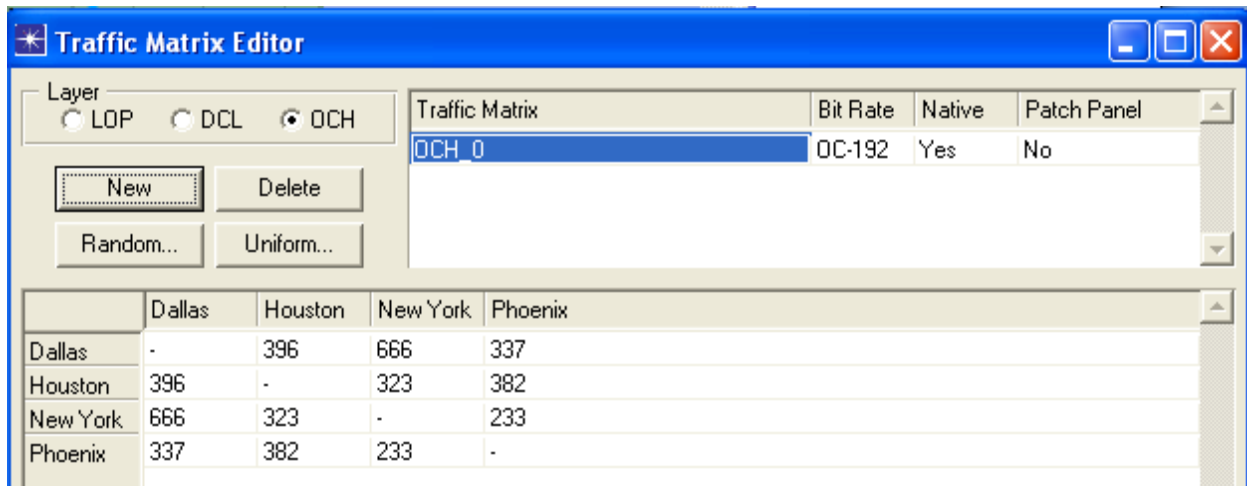 Traffic Matrix Editor
Layer
LOP DCL OCH
New Delete
Random... Uniform...
Traffic Matrix Bit Rate Native Patch Panel
OCH_0 OC-192 Yes No
Dallas Houston New York Phoenix
Dallas - 396 666 337
Houston 396 - 323 382
New York 666 323 - 233
Phoenix 337 382 233 -